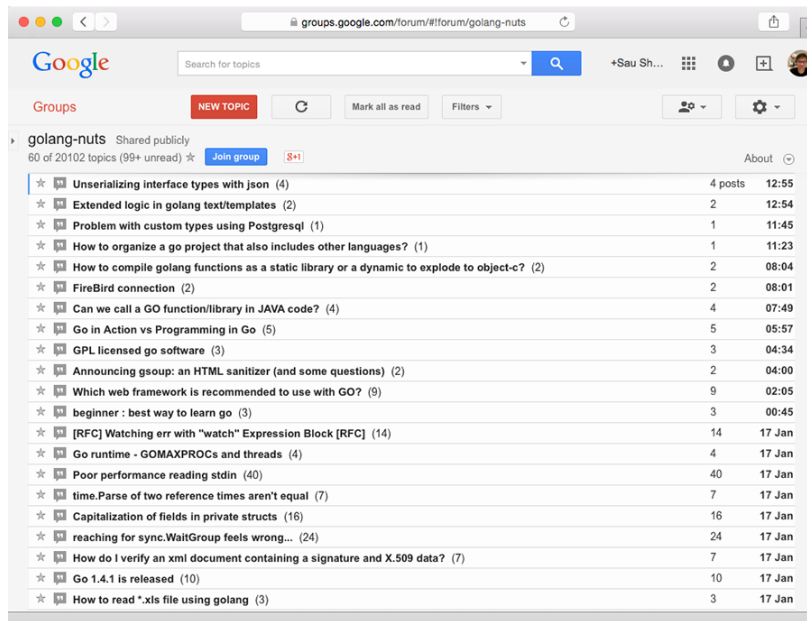 groups.google.com/forum/#!forum/golang-nuts
Google Search for topics +Sau Sh...
Groups NEW TOPIC C Mark all as read Filters
golang-nuts Shared publicly
60 of 20102 topics (99+ unread) Join group g+1 About
Unserializing interface types with json (4) 4 posts 12:55
Extended logic in golang text/templates (2) 2 12:54
Problem with custom types using Postgresql (1) 1 11:45
How to organize a go project that also includes other languages? (1) 1 11:23
How to compile golang functions as a static library or a dynamic to explode to object-c? (2) 2 08:04
FireBird connection (2) 2 08:01
Can we call a GO function/library in JAVA code? (4) 4 07:49
Go in Action vs Programming in Go (5) 5 05:57
GPL licensed go software (3) 3 04:34
Announcing gsoup: an HTML sanitizer (and some questions) (2) 2 04:00
Which web framework is recommended to use with GO? (9) 9 02:05
beginner : best way to learn go (3) 3 00:45
[RFC] Watching err with "watch" Expression Block [RFC] (14) 14 17 Jan
Go runtime - GOMAXPROCs and threads (4) 4 17 Jan
Poor performance reading stdin (40) 40 17 Jan
time.Parse of two reference times aren't equal (7) 7 17 Jan
Capitalization of fields in private structs (16) 16 17 Jan
reaching for sync.WaitGroup feels wrong... (24) 24 17 Jan
How do I verify an xml document containing a signature and X.509 data? (7) 7 17 Jan
Go 1.4.1 is released (10) 10 17 Jan
How to read *.xls file using golang (3) 3 17 Jan